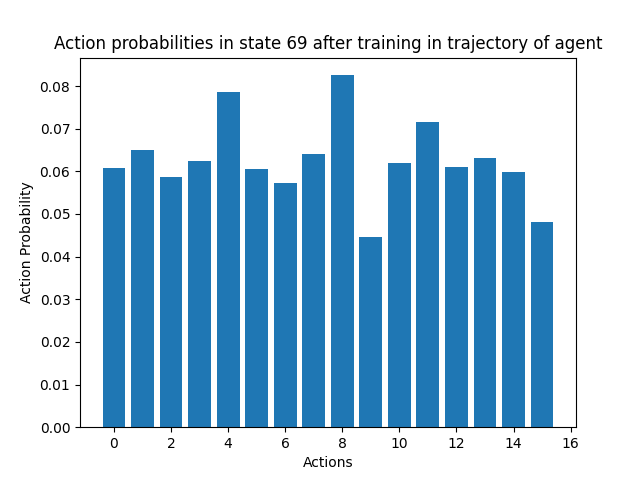 Action probabilities in state 69 after training in trajectory of agent
0.08
0.07
0.06
0.05
0.04
0.03
0.02
0.01
0.00
Action Probability
0 2 4 6 8 10 12 14 16
Actions